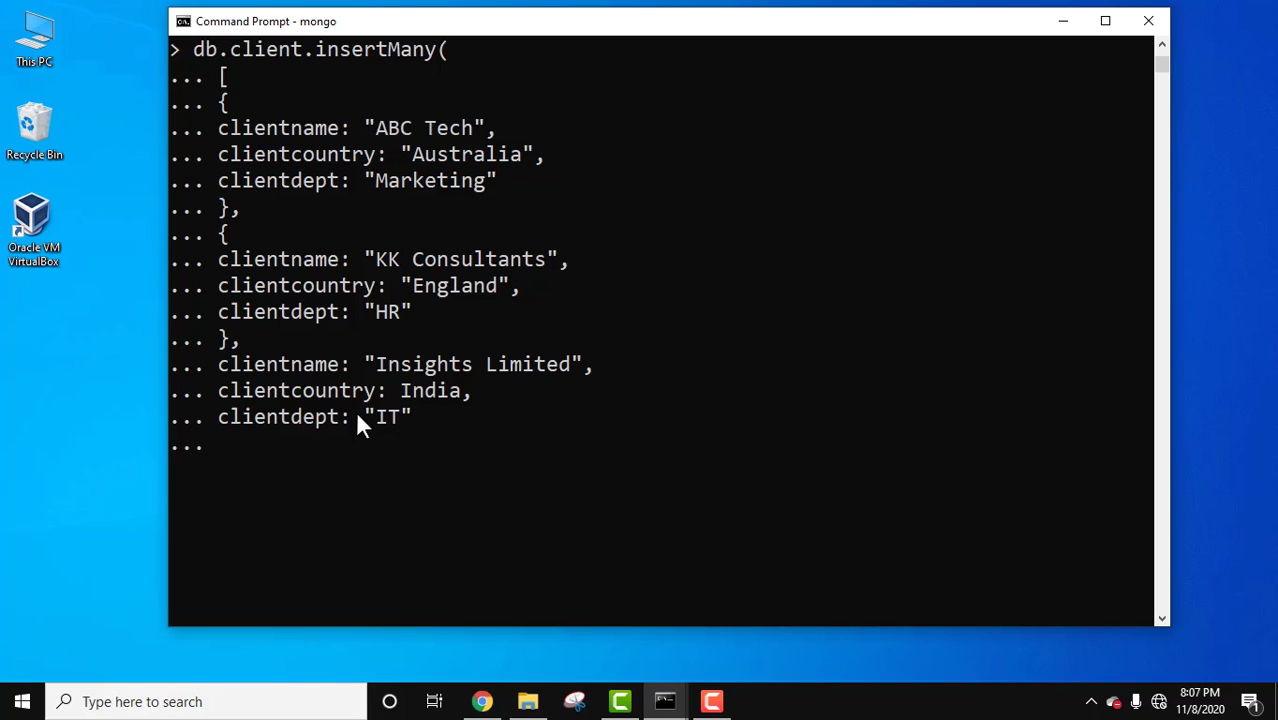 This PC
Recycle Bin
Oracle VM
VirtualBox
Command Prompt - mongo
> db.client.insertMany(
... [
... {
... clientname: "ABC Tech",
... clientcountry: "Australia",
... clientdept: "Marketing"
... },
... {
... clientname: "KK Consultants",
... clientcountry: "England",
... clientdept: "HR"
... },
... clientname: "Insights Limited",
... clientcountry: India,
... clientdept: "IT"
...
Type here to search
8:07 PM
11/8/2020
1